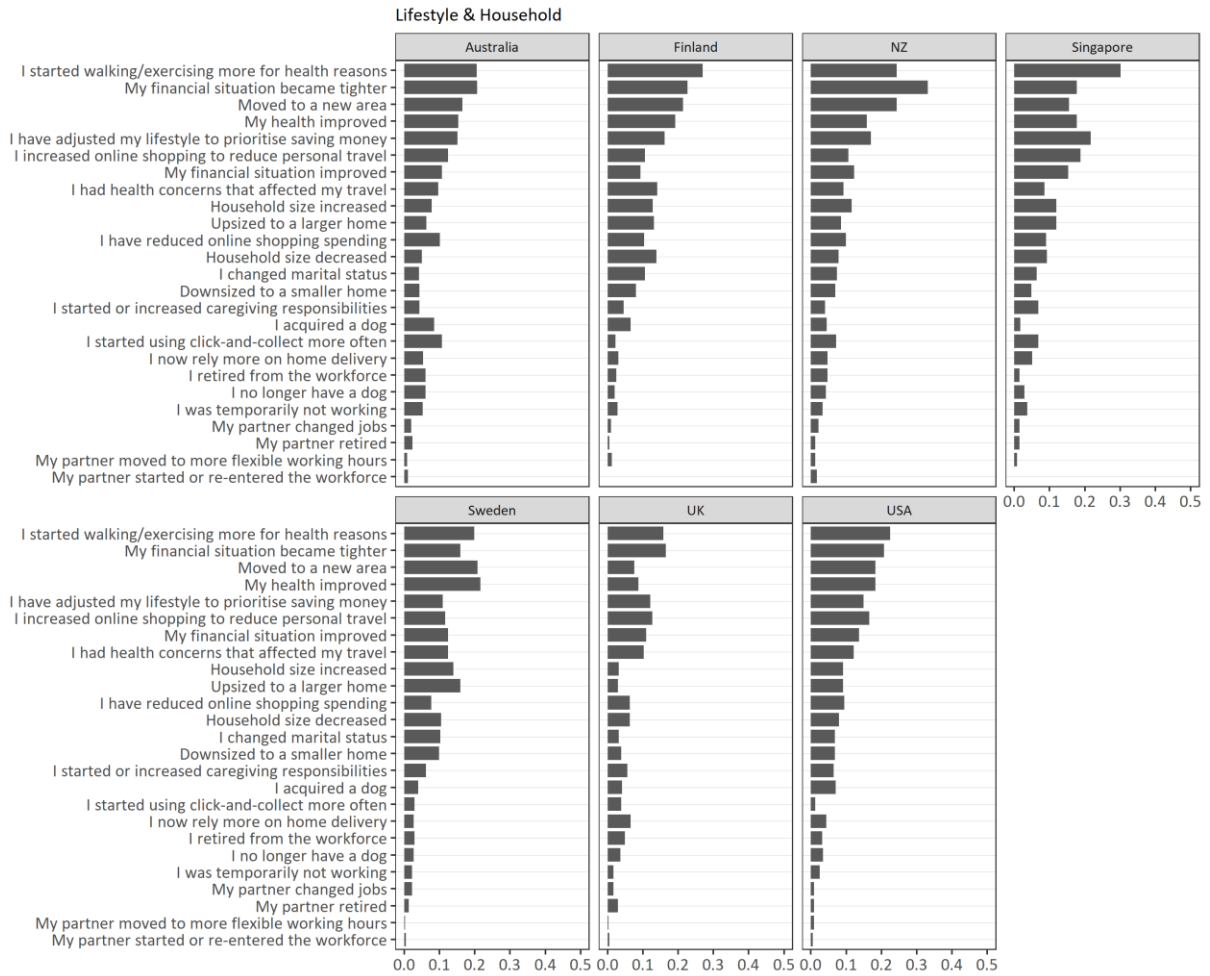 Lifestyle & Household
Australia
Finland
NZ
Singapore
I started walking/exercising more for health reasons
My financial situation became tighter
Moved to a new area
My health improved
I have adjusted my lifestyle to prioritise saving money
I increased online shopping to reduce personal travel
My financial situation improved
I had health concerns that affected my travel
Household size increased
Upsized to a larger home
I have reduced online shopping spending
Household size decreased
I changed marital status
Downsized to a smaller home
I started or increased caregiving responsibilities
I acquired a dog
I started using click-and-collect more often
I now rely more on home delivery
I retired from the workforce
I no longer have a dog
I was temporarily not working
My partner changed jobs
My partner retired
My partner moved to more flexible working hours
My partner started or re-entered the workforce
0.0 0.1 0.2 0.3 0.4 0.5
Sweden
UK
USA
I started walking/exercising more for health reasons
My financial situation became tighter
Moved to a new area
My health improved
I have adjusted my lifestyle to prioritise saving money
I increased online shopping to reduce personal travel
My financial situation improved
I had health concerns that affected my travel
Household size increased
Upsized to a larger home
I have reduced online shopping spending
Household size decreased
I changed marital status
Downsized to a smaller home
I started or increased caregiving responsibilities
I acquired a dog
I started using click-and-collect more often
I now rely more on home delivery
I retired from the workforce
I no longer have a dog
I was temporarily not working
My partner changed jobs
My partner retired
My partner moved to more flexible working hours
My partner started or re-entered the workforce
0.0 0.1 0.2 0.3 0.4 0.5
0.0 0.1 0.2 0.3 0.4 0.5
0.0 0.1 0.2 0.3 0.4 0.5